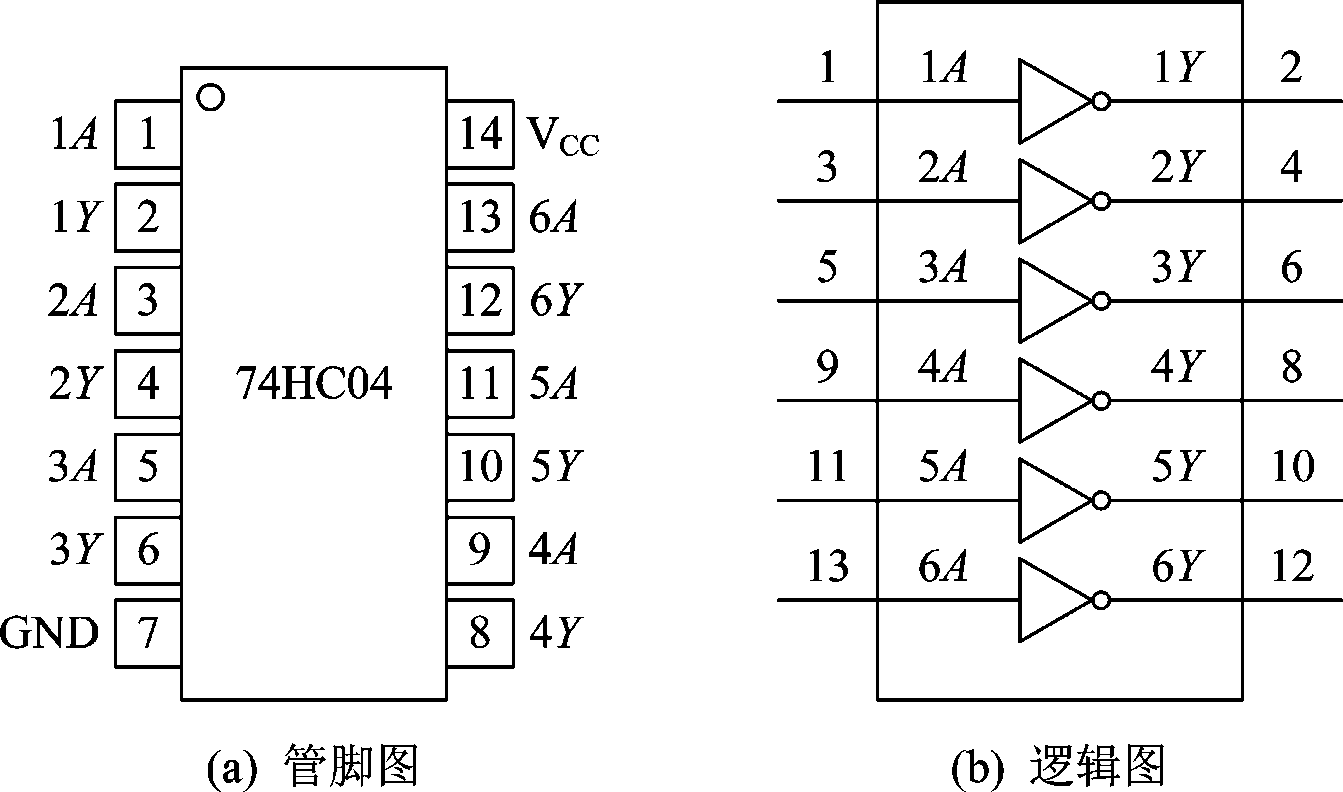 1A 1 14 VCC
1Y 2 13 6A
2A 3 12 6Y
2Y 4 74HC04 11 5A
3A 5 10 5Y
3Y 6 9 4A
GND 7 8 4Y
(a) 管脚图
1 1A 1Y 2
3 2A 2Y 4
5 3A 3Y 6
9 4A 4Y 8
11 5A 5Y 10
13 6A 6Y 12
(b) 逻辑图